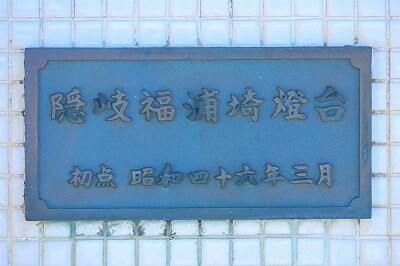 隠岐福浦埼燈台
初点 昭和四十六年三月